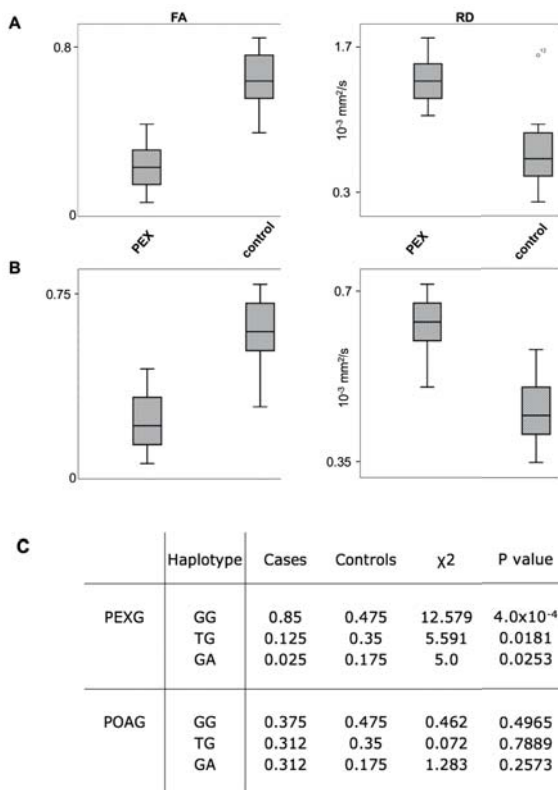 A
FA
RD
0.8
0
1.7
10⁻³ mm²/s
0.3
PEX
control
PEX
control
B
0.75
0
0.7
10⁻³ mm²/s
0.35
C
Haplotype Cases Controls χ2 P value
PEXG GG 0.85 0.475 12.579 4.0x10⁻⁴
TG 0.125 0.35 5.591 0.0181
GA 0.025 0.175 5.0 0.0253
POAG GG 0.375 0.475 0.462 0.4965
TG 0.312 0.35 0.072 0.7889
GA 0.312 0.175 1.283 0.2573